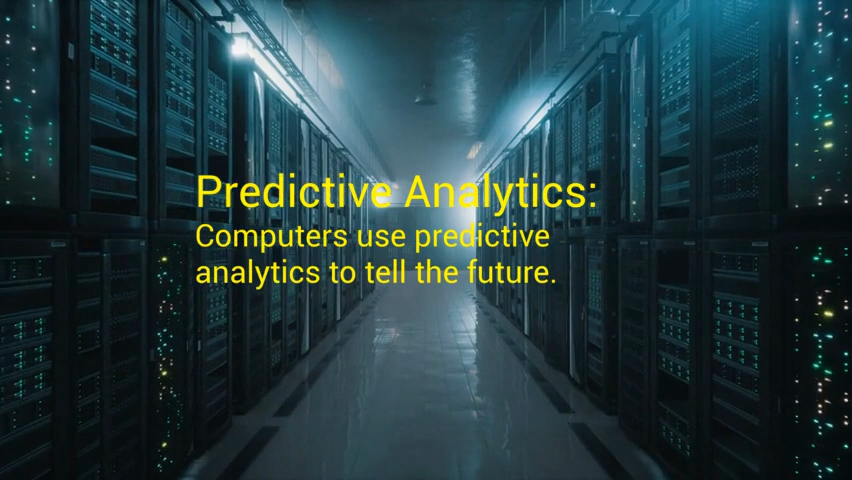 Predictive Analytics:
Computers use predictive
analytics to tell the future.